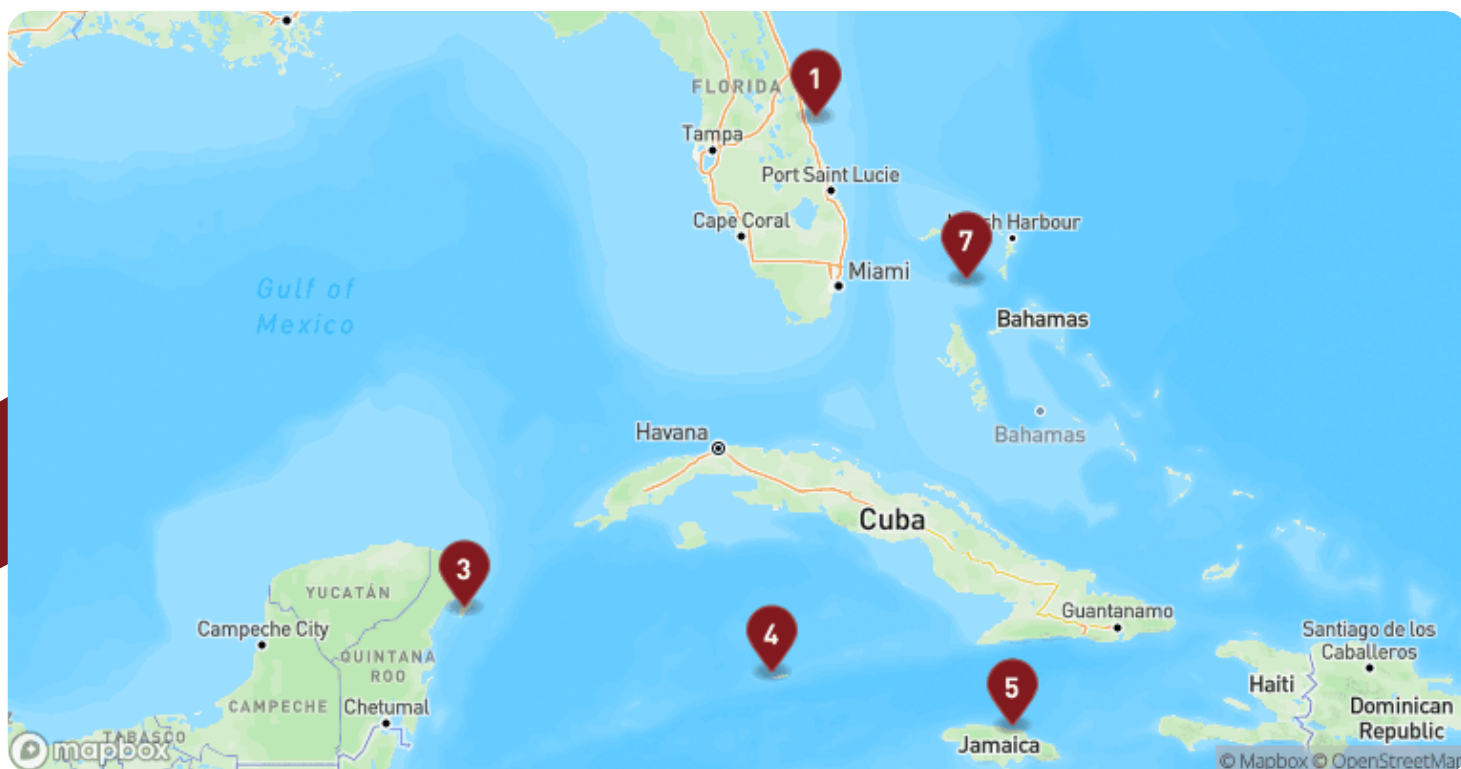 1
FLORIDA
Tampa
Port Saint Lucie
Cape Coral
sh Harbour
7
Miami
Gulf of
Mexico
Bahamas
Havana
Bahamas
Cuba
3
YUCATÁN
Campeche City
Guantanamo
4
Santiago de los
Caballeros
QUINTANA
ROO
5
Haiti
CAMPECHE
Chetumal
Dominican
Republic
TABASCO
Jamaica
mapbox
© Mapbox © OpenStreetMap